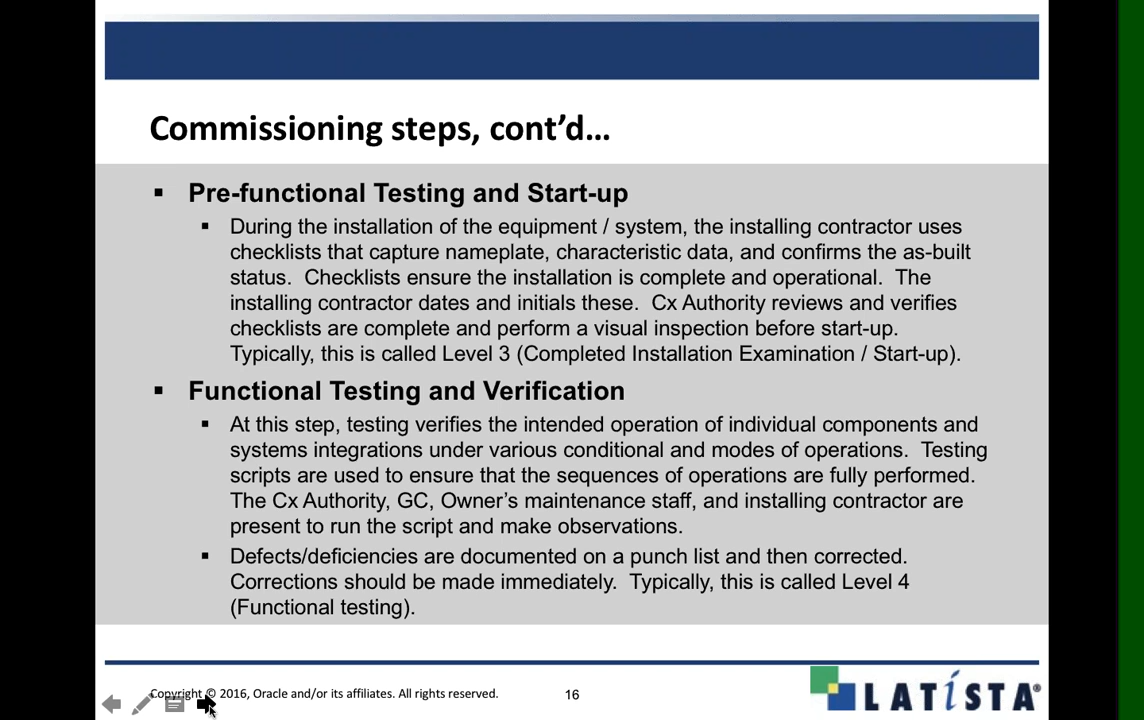 Commissioning steps, cont’d…
▪ Pre-functional Testing and Start-up
▪ During the installation of the equipment / system, the installing contractor uses
checklists that capture nameplate, characteristic data, and confirms the as-built
status.  Checklists ensure the installation is complete and operational.  The
installing contractor dates and initials these.  Cx Authority reviews and verifies
checklists are complete and perform a visual inspection before start-up.
Typically, this is called Level 3 (Completed Installation Examination / Start-up).
▪ Functional Testing and Verification
▪ At this step, testing verifies the intended operation of individual components and
systems integrations under various conditional and modes of operations.  Testing
scripts are used to ensure that the sequences of operations are fully performed.
The Cx Authority, GC, Owner’s maintenance staff, and installing contractor are
present to run the script and make observations.
▪ Defects/deficiencies are documented on a punch list and then corrected.
Corrections should be made immediately.  Typically, this is called Level 4
(Functional testing).
Copyright © 2016, Oracle and/or its affiliates. All rights reserved.
16
LATíSTA®